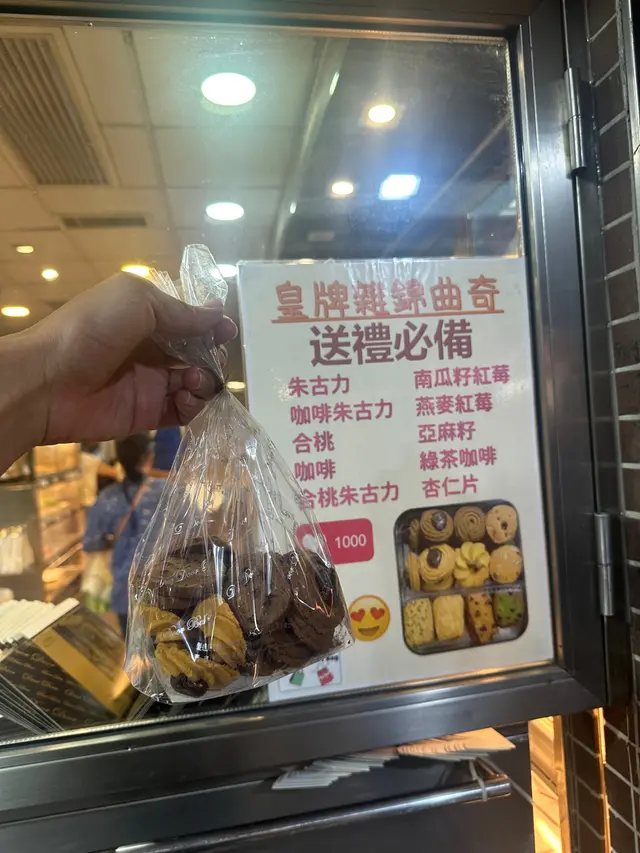 皇牌雜錦曲奇
送禮必備
朱古力
咖啡朱古力
合桃
咖啡
合桃朱古力
南瓜籽紅莓
燕麥紅莓
亞麻籽
綠茶咖啡
杏仁片
1000